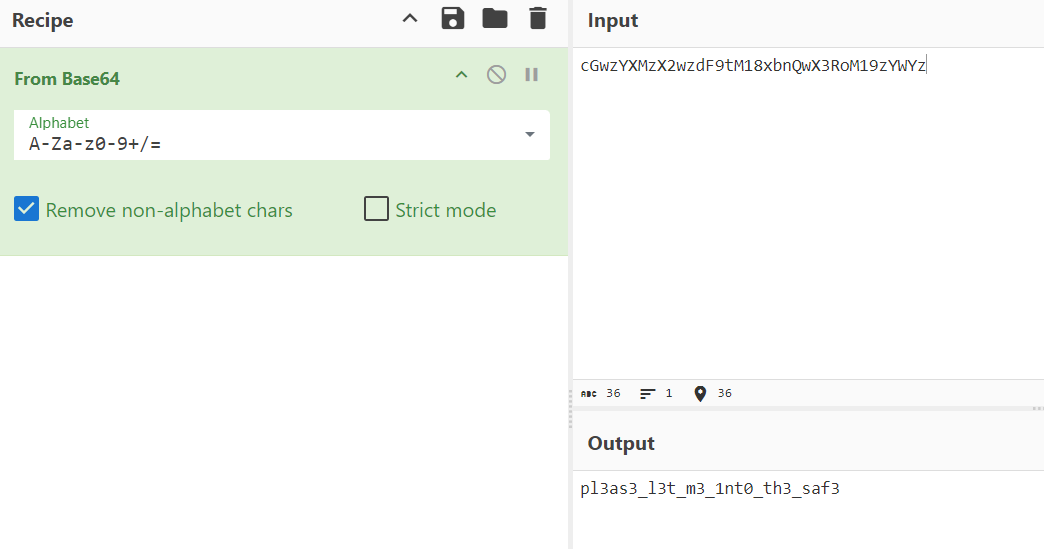 Recipe
From Base64
Alphabet
A-Za-z0-9+/=
Remove non-alphabet chars
Strict mode
Input
cGwzYXMzX2wzdF9tM18xbnQwX3RoM19zYWYz
ABC 36 1 36
Output
pl3as3_l3t_m3_1nt0_th3_saf3